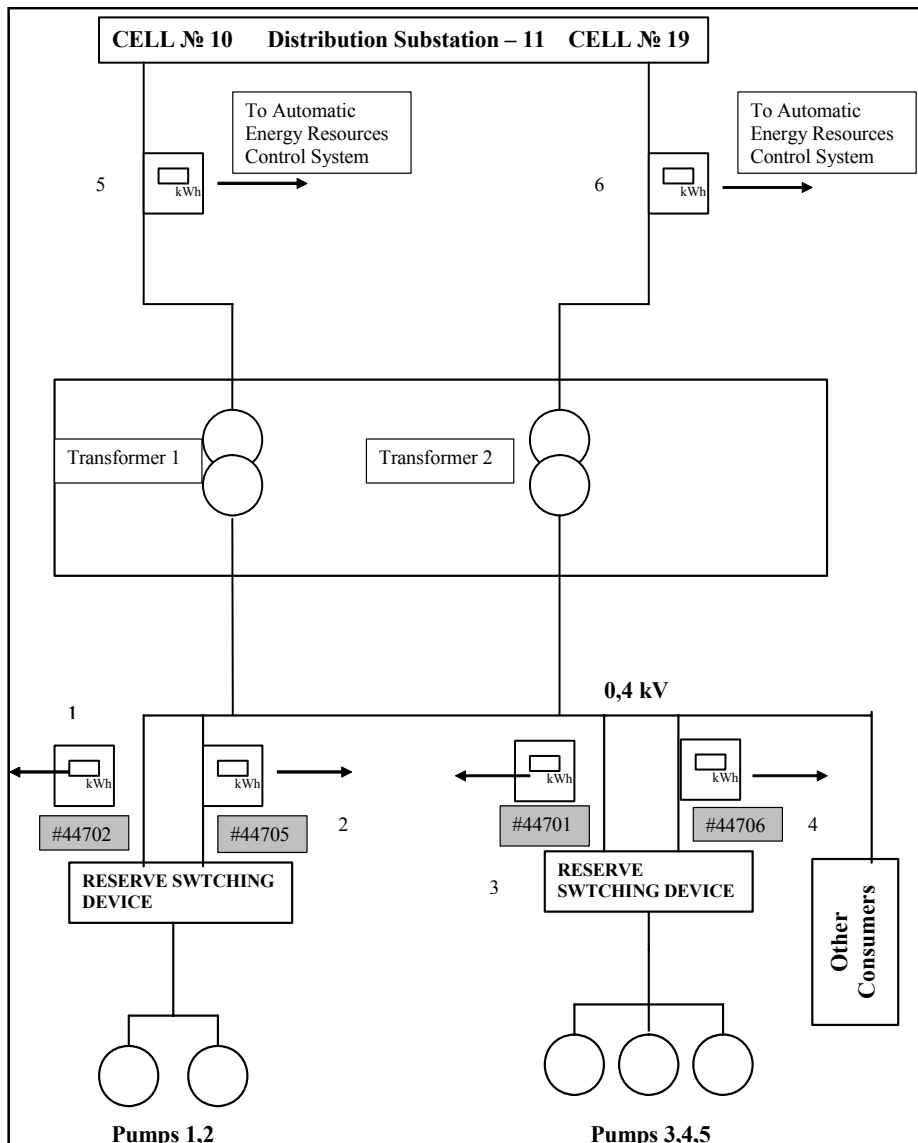 CELL № 10 Distribution Substation – 11 CELL № 19
To Automatic
Energy Resources
Control System
To Automatic
Energy Resources
Control System
5
kWh
6
kWh
Transformer 1
Transformer 2
0,4 kV
1
kWh
kWh
kWh
kWh
#44702
#44705
2
#44701
#44706
4
RESERVE SWTCHING
DEVICE
3
RESERVE
SWTCHING DEVICE
Other
Consumers
Pumps 1,2
Pumps 3,4,5